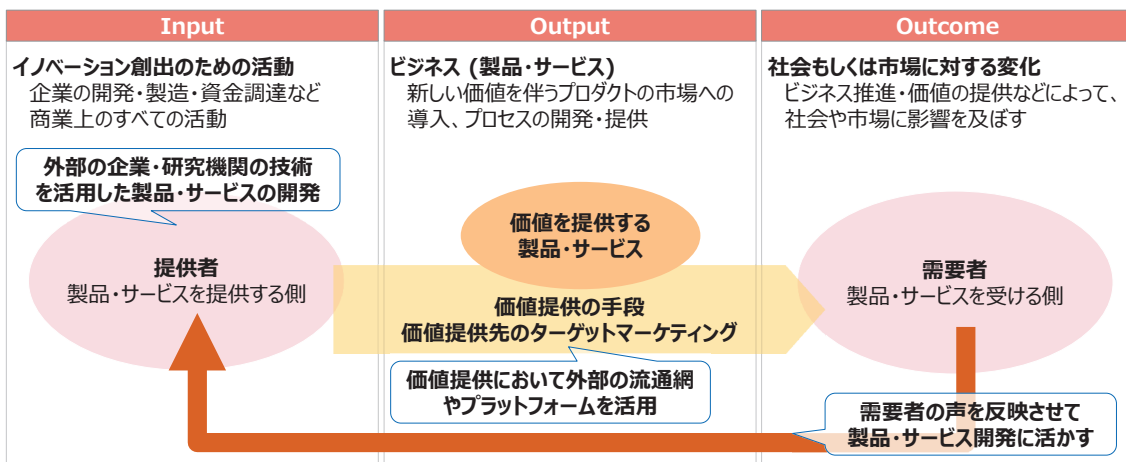 Input
イノベーション創出のための活動
企業の開発・製造・資金調達など
商業上のすべての活動
外部の企業・研究機関の技術
を活用した製品・サービスの開発
提供者
製品・サービスを提供する側
Output
ビジネス (製品・サービス)
新しい価値を伴うプロダクトの市場への
導入、プロセスの開発・提供
価値を提供する
製品・サービス
価値提供の手段
価値提供先のターゲットマーケティング
価値提供において外部の流通網
やプラットフォームを活用
Outcome
社会もしくは市場に対する変化
ビジネス推進・価値の提供などによって、
社会や市場に影響を及ぼす
需要者
製品・サービスを受ける側
需要者の声を反映させて
製品・サービス開発に活かす